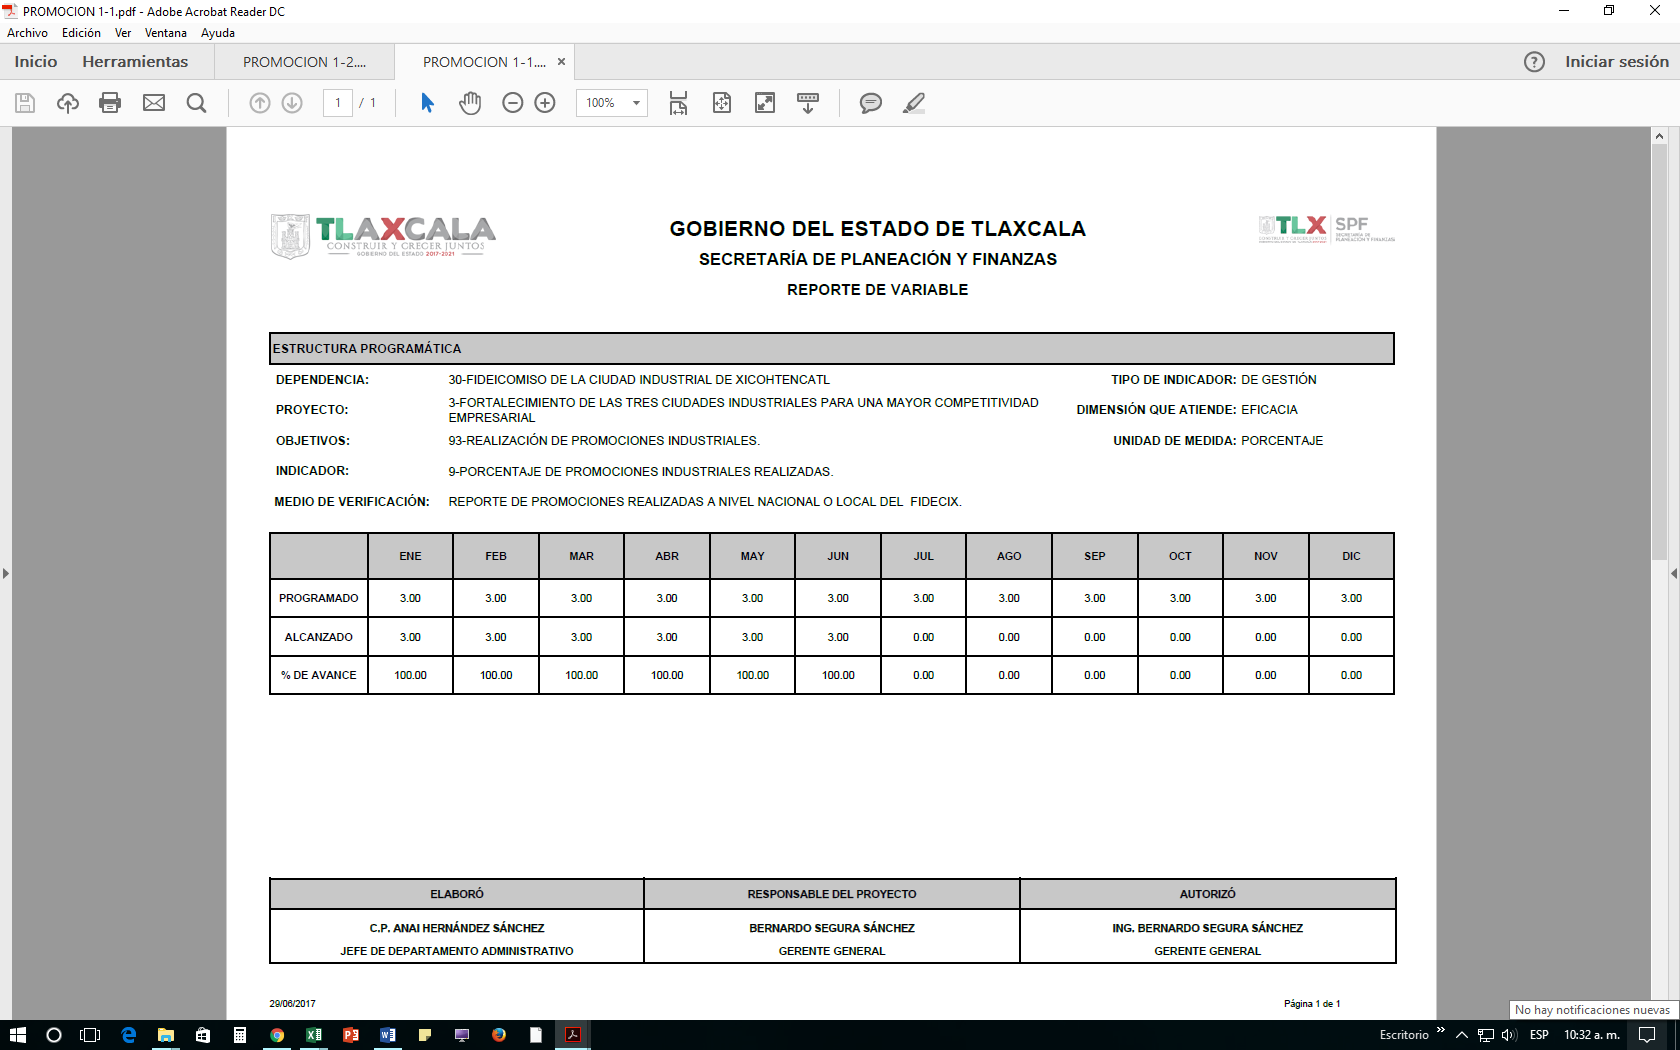 PROMOCION 1-1.pdf - Adobe Acrobat Reader DC
Archivo Edición Ver Ventana Ayuda
Inicio Herramientas PROMOCION 1-2.... PROMOCION 1-1.... × ? Iniciar sesión
1 / 1 100%
TLAXCALA
CONSTRUIR Y CRECER JUNTOS
GOBIERNO DEL ESTADO 2017-2021
GOBIERNO DEL ESTADO DE TLAXCALA
SECRETARÍA DE PLANEACIÓN Y FINANZAS
REPORTE DE VARIABLE
TLX SPF
SECRETARÍA DE
PLANEACIÓN Y FINANZAS
ESTRUCTURA PROGRAMÁTICA
DEPENDENCIA: 30-FIDEICOMISO DE LA CIUDAD INDUSTRIAL DE XICOHTENCATL TIPO DE INDICADOR: DE GESTIÓN
PROYECTO: 3-FORTALECIMIENTO DE LAS TRES CIUDADES INDUSTRIALES PARA UNA MAYOR COMPETITIVIDAD
EMPRESARIAL DIMENSIÓN QUE ATIENDE: EFICACIA
OBJETIVOS: 93-REALIZACIÓN DE PROMOCIONES INDUSTRIALES. UNIDAD DE MEDIDA: PORCENTAJE
INDICADOR: 9-PORCENTAJE DE PROMOCIONES INDUSTRIALES REALIZADAS.
MEDIO DE VERIFICACIÓN: REPORTE DE PROMOCIONES REALIZADAS A NIVEL NACIONAL O LOCAL DEL FIDECIX.
ENE FEB MAR ABR MAY JUN JUL AGO SEP OCT NOV DIC
PROGRAMADO 3.00 3.00 3.00 3.00 3.00 3.00 3.00 3.00 3.00 3.00 3.00 3.00
ALCANZADO 3.00 3.00 3.00 3.00 3.00 3.00 0.00 0.00 0.00 0.00 0.00 0.00
% DE AVANCE 100.00 100.00 100.00 100.00 100.00 100.00 0.00 0.00 0.00 0.00 0.00 0.00
ELABORÓ RESPONSABLE DEL PROYECTO AUTORIZÓ
C.P. ANAI HERNÁNDEZ SÁNCHEZ BERNARDO SEGURA SÁNCHEZ ING. BERNARDO SEGURA SÁNCHEZ
JEFE DE DEPARTAMENTO ADMINISTRATIVO GERENTE GENERAL GERENTE GENERAL
29/06/2017 Página 1 de 1
No hay notificaciones nuevas
Escritorio » ESP 10:32 a. m.